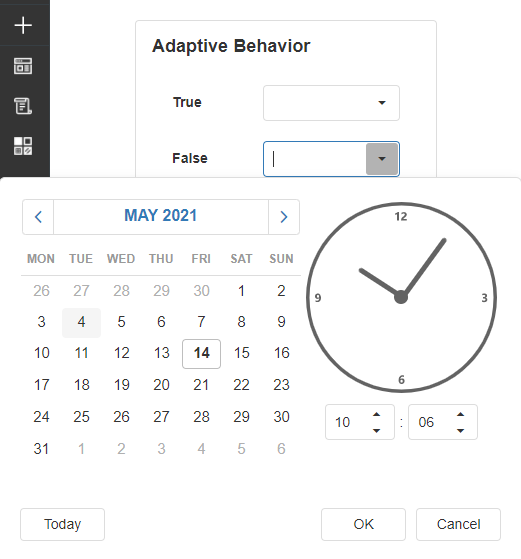 Adaptive Behavior
True
False
MAY 2021
MON TUE WED THU FRI SAT SUN
26 27 28 29 30 1 2
3 4 5 6 7 8 9
10 11 12 13 14 15 16
17 18 19 20 21 22 23
24 25 26 27 28 29 30
31 1 2 3 4 5 6
12
9 3
6
10 : 06
Today OK Cancel